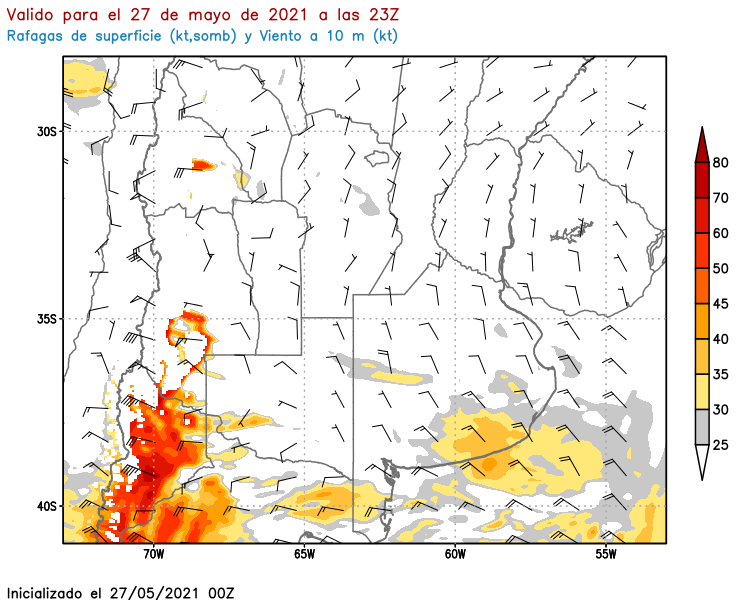 Valido para el 27 de mayo de 2021 a las 23Z
Rafagas de superficie (kt,somb) y Viento a 10 m (kt)
80
30S
70
60
50
45
35S
40
35
30
25
40S
70W 65W 60W 55W
Inicializado el 27/05/2021 00Z